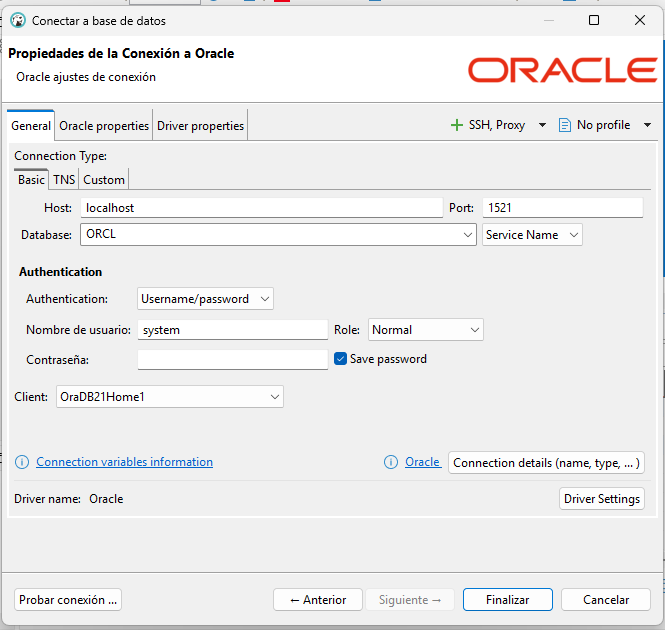 Conectar a base de datos
Propiedades de la Conexión a Oracle
Oracle ajustes de conexión
ORACLE
General Oracle properties Driver properties SSH, Proxy No profile
Connection Type:
Basic TNS Custom
Host: localhost Port: 1521
Database: ORCL Service Name
Authentication
Authentication: Username/password
Nombre de usuario: system Role: Normal
Contraseña: Save password
Client: OraDB21Home1
Connection variables information Oracle Connection details (name, type, ... )
Driver name: Oracle Driver Settings
Probar conexión ... ← Anterior Siguiente → Finalizar Cancelar